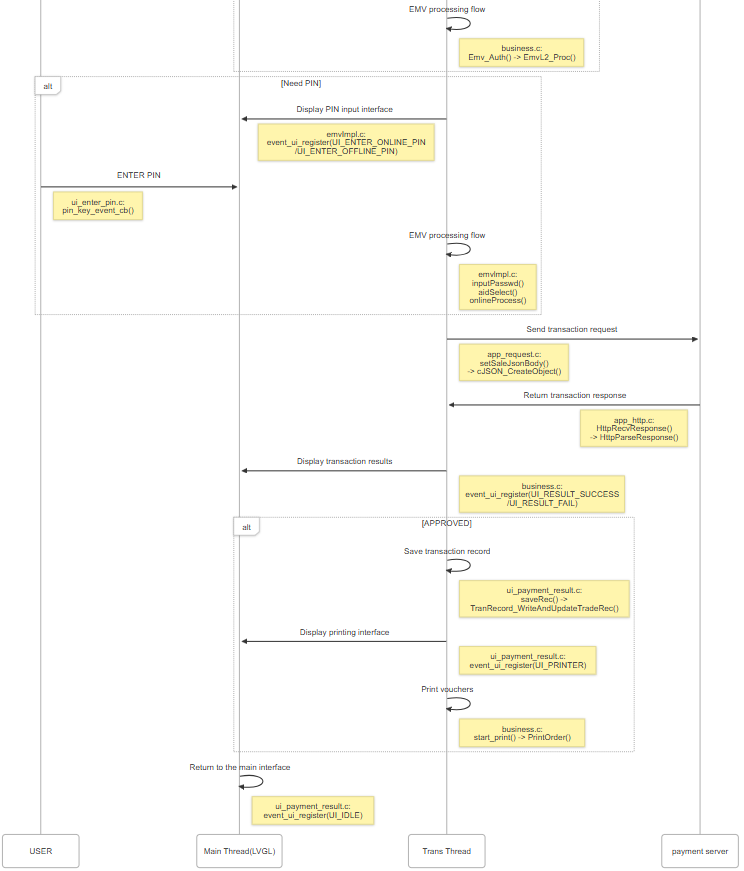 EMV processing flow
business.c:
Emv_Auth() -> EmvL2_Proc()
alt
[Need PIN]
Display PIN input interface
emvImpl.c:
event_ui_register(UI_ENTER_ONLINE_PIN
/UI_ENTER_OFFLINE_PIN)
ENTER PIN
ui_enter_pin.c:
pin_key_event_cb()
EMV processing flow
emvImpl.c:
inputPasswd()
aidSelect()
onlineProcess()
Send transaction request
app_request.c:
setSaleJsonBody()
-> cJSON_CreateObject()
Return transaction response
app_http.c:
HttpRecvResponse()
-> HttpParseResponse()
Display transaction results
business.c:
event_ui_register(UI_RESULT_SUCCESS
/UI_RESULT_FAIL)
alt
[APPROVED]
Save transaction record
ui_payment_result.c:
saveRec() ->
TranRecord_WriteAndUpdateTradeRec()
Display printing interface
ui_payment_result.c:
event_ui_register(UI_PRINTER)
Print vouchers
business.c:
start_print() -> PrintOrder()
Return to the main interface
ui_payment_result.c:
event_ui_register(UI_IDLE)
USER
Main Thread(LVGL)
Trans Thread
payment server